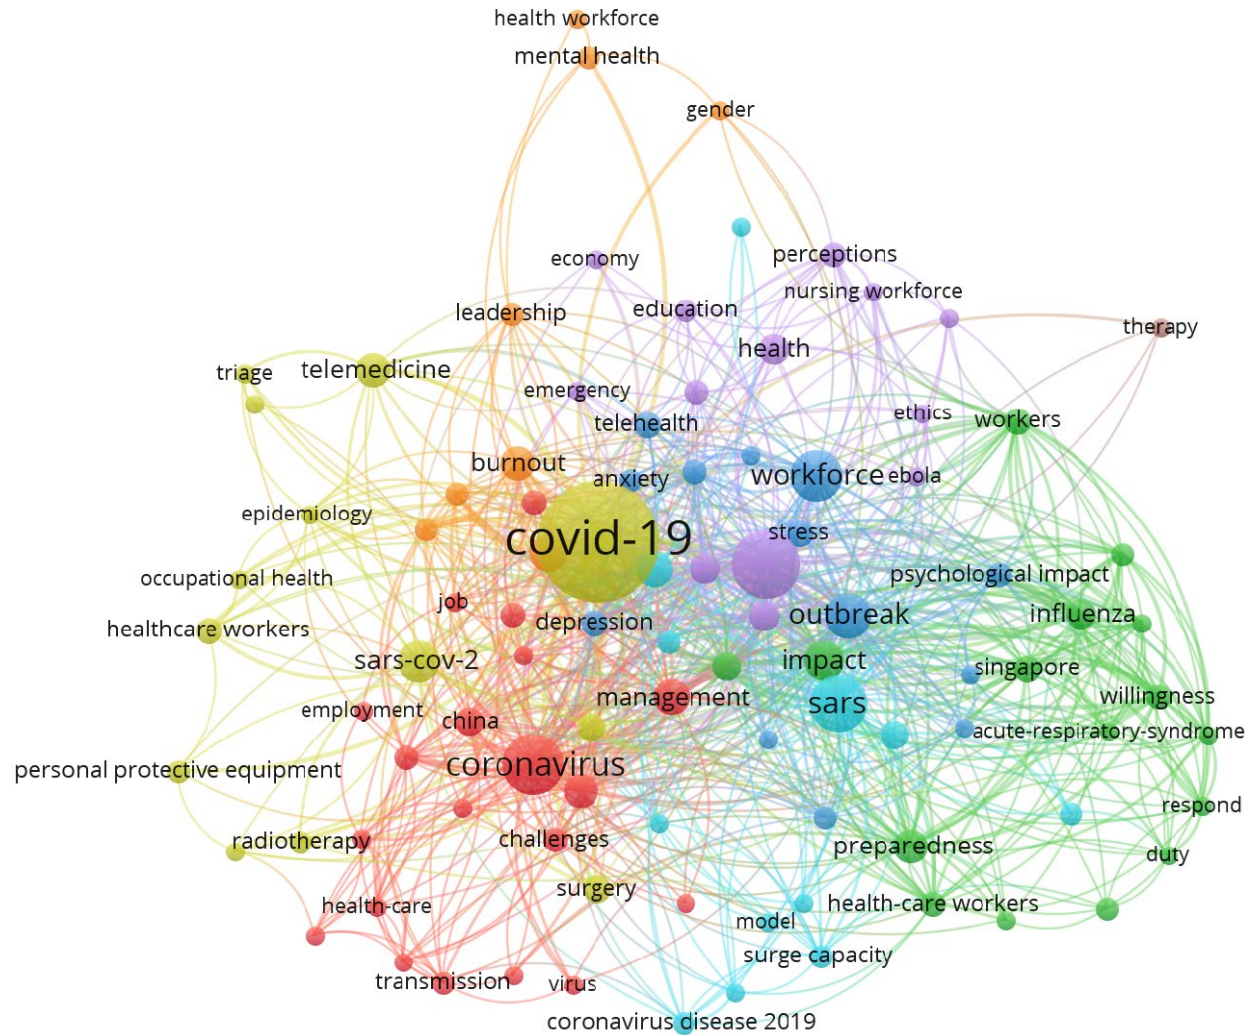 health workforce
mental health
gender
perceptions
economy
nursing workforce
education
leadership
therapy
health
telemedicine
triage
emergency
ethics
workers
telehealth
burnout
workforce
ebola
anxiety
epidemiology
stress
covid-19
psychological impact
occupational health
job
outbreak
influenza
depression
healthcare workers
sars-cov-2
impact
singapore
management
willingness
sars
employment
china
acute-respiratory-syndrome
coronavirus
personal protective equipment
respond
challenges
radiotherapy
preparedness
duty
surgery
health-care
health-care workers
model
surge capacity
transmission
virus
coronavirus disease 2019